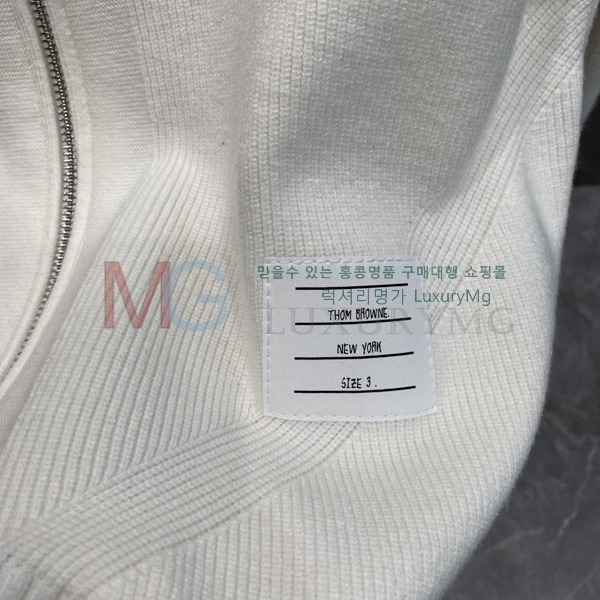 믿을수 있는 홍콩명품 구매대행 쇼핑몰
MG 럭셔리명가 LuxuryMg
THOM BROWNE.
LUXURYMG
NEW YORK
SIZE 3 .